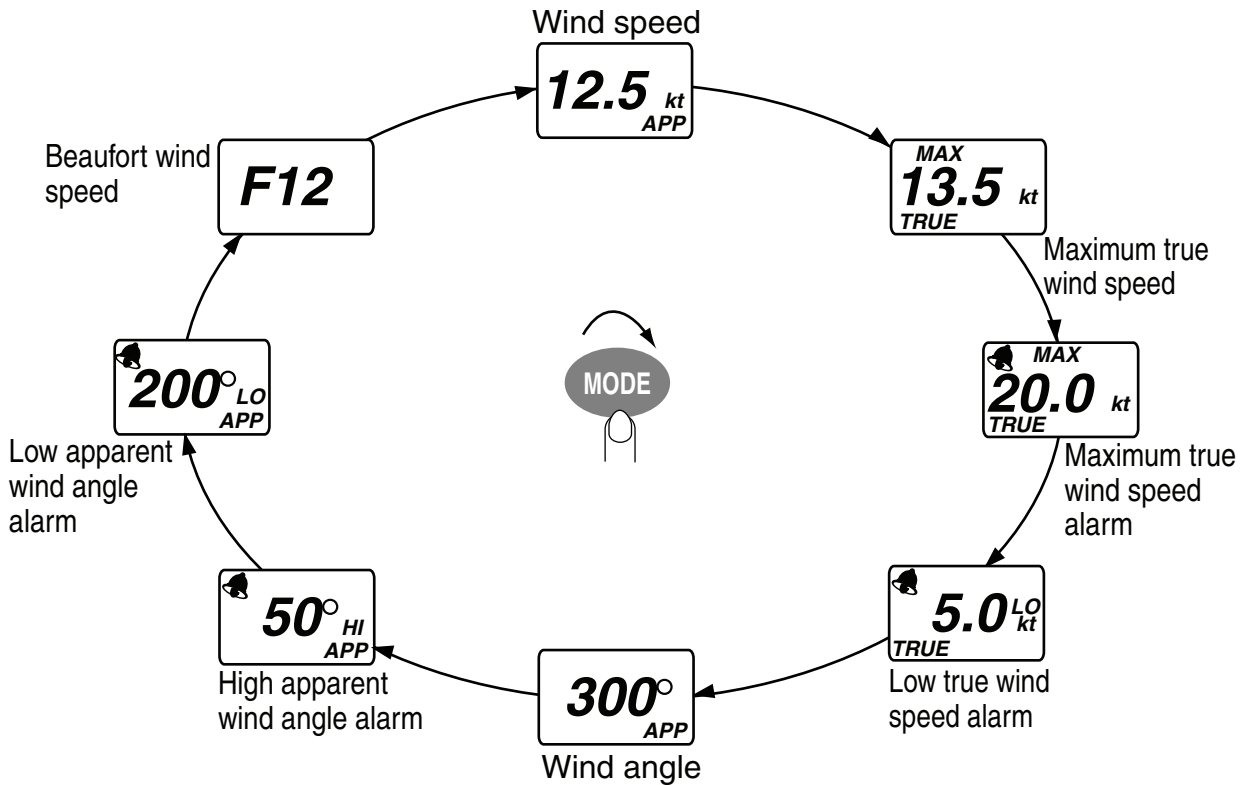 Wind speed
12.5 kt
APP
MAX
13.5 kt
TRUE
Maximum true
wind speed
MAX
20.0 kt
TRUE
Maximum true
wind speed
alarm
5.0 LO
kt
TRUE
Low true wind
speed alarm
300°
APP
Wind angle
50° HI
APP
High apparent
wind angle alarm
200° LO
APP
Low apparent
wind angle
alarm
F12
Beaufort wind
speed
MODE